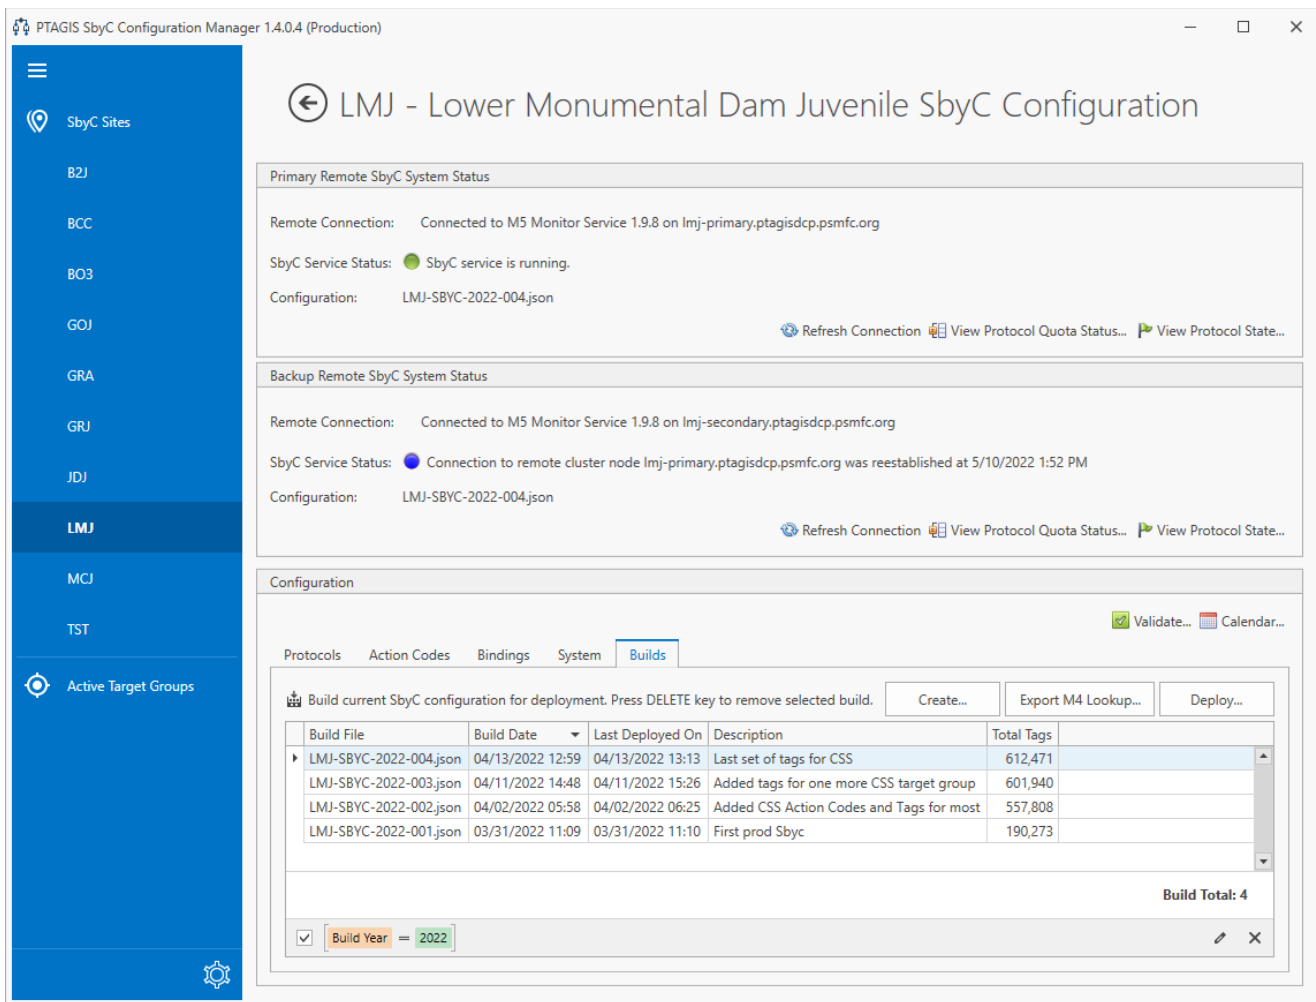 PTAGIS SbyC Configuration Manager 1.4.0.4 (Production)
SbyC Sites
B2J
BCC
BO3
GOJ
GRA
GRJ
JDJ
LMJ
MCJ
TST
Active Target Groups
LMJ - Lower Monumental Dam Juvenile SbyC Configuration
Primary Remote SbyC System Status
Remote Connection: Connected to M5 Monitor Service 1.9.8 on lmj-primary.ptagisdcp.psmfc.org
SbyC Service Status: SbyC service is running.
Configuration: LMJ-SBYC-2022-004.json
Refresh Connection View Protocol Quota Status... View Protocol State...
Backup Remote SbyC System Status
Remote Connection: Connected to M5 Monitor Service 1.9.8 on lmj-secondary.ptagisdcp.psmfc.org
SbyC Service Status: Connection to remote cluster node lmj-primary.ptagisdcp.psmfc.org was reestablished at 5/10/2022 1:52 PM
Configuration: LMJ-SBYC-2022-004.json
Refresh Connection View Protocol Quota Status... View Protocol State...
Configuration
Validate... Calendar...
Protocols Action Codes Bindings System Builds
Build current SbyC configuration for deployment. Press DELETE key to remove selected build. Create... Export M4 Lookup... Deploy...
Build File Build Date Last Deployed On Description Total Tags
LMJ-SBYC-2022-004.json 04/13/2022 12:59 04/13/2022 13:13 Last set of tags for CSS 612,471
LMJ-SBYC-2022-003.json 04/11/2022 14:48 04/11/2022 15:26 Added tags for one more CSS target group 601,940
LMJ-SBYC-2022-002.json 04/02/2022 05:58 04/02/2022 06:25 Added CSS Action Codes and Tags for most 557,808
LMJ-SBYC-2022-001.json 03/31/2022 11:09 03/31/2022 11:10 First prod Sbyc 190,273
Build Total: 4
Build Year = 2022